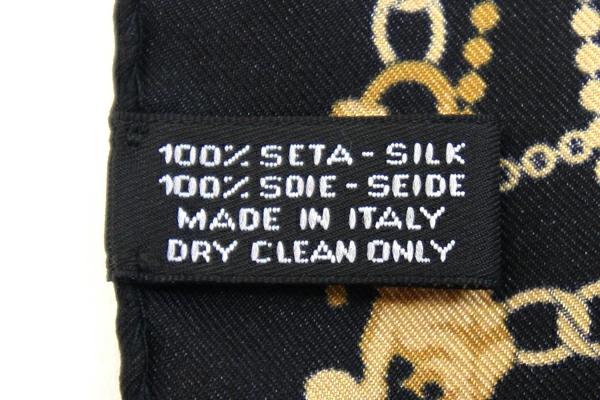 100% SETA - SILK
100% SOIE - SEIDE
MADE IN ITALY
DRY CLEAN ONLY